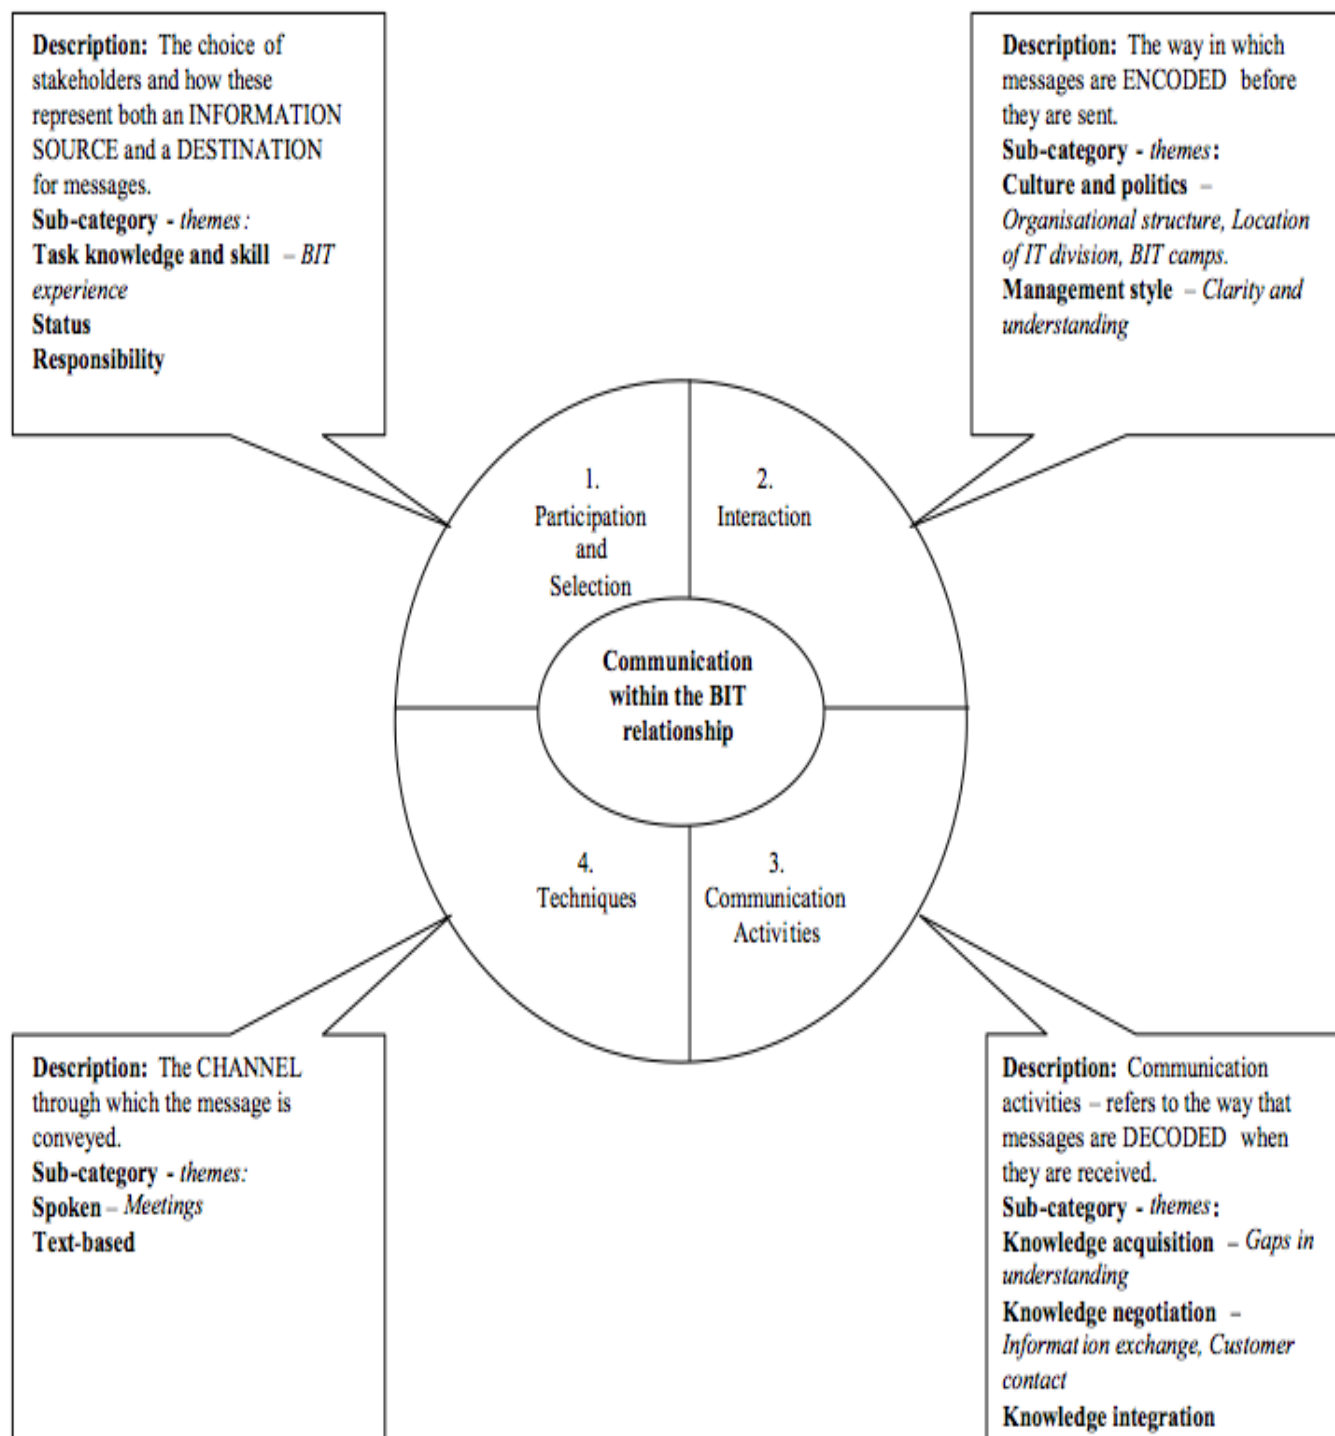 Description: The choice of
stakeholders and how these
represent both an INFORMATION
SOURCE and a DESTINATION
for messages.
Sub-category - themes:
Task knowledge and skill – BIT
experience
Status
Responsibility
Description: The way in which
messages are ENCODED before
they are sent.
Sub-category - themes:
Culture and politics –
Organisational structure, Location
of IT division, BIT camps.
Management style – Clarity and
understanding
1.
Participation
and
Selection
2.
Interaction
Communication
within the BIT
relationship
4.
Techniques
3.
Communication
Activities
Description: The CHANNEL
through which the message is
conveyed.
Sub-category - themes:
Spoken – Meetings
Text-based
Description: Communication
activities – refers to the way that
messages are DECODED when
they are received.
Sub-category - themes:
Knowledge acquisition – Gaps in
understanding
Knowledge negotiation –
Information exchange, Customer
contact
Knowledge integration